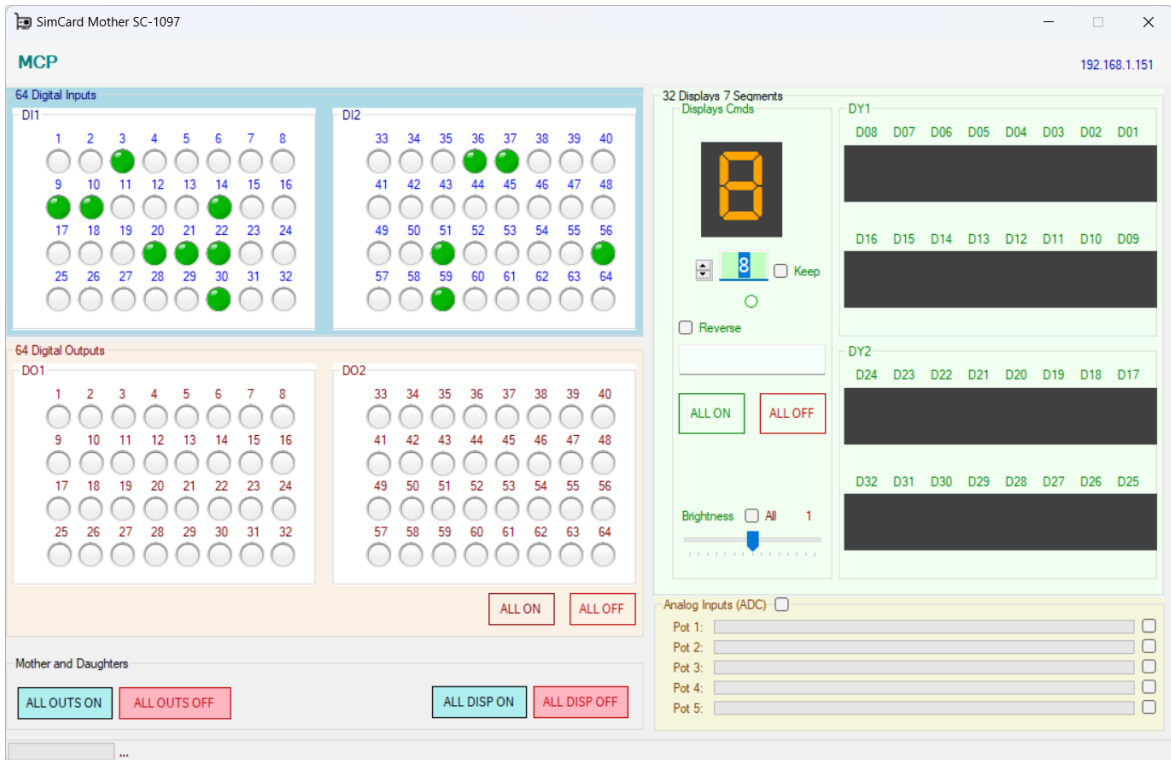 SimCard Mother SC-1097
MCP
192.168.1.151
64 Digital Inputs
DI1
1 2 3 4 5 6 7 8
9 10 11 12 13 14 15 16
17 18 19 20 21 22 23 24
25 26 27 28 29 30 31 32
DI2
33 34 35 36 37 38 39 40
41 42 43 44 45 46 47 48
49 50 51 52 53 54 55 56
57 58 59 60 61 62 63 64
64 Digital Outputs
DO1
1 2 3 4 5 6 7 8
9 10 11 12 13 14 15 16
17 18 19 20 21 22 23 24
25 26 27 28 29 30 31 32
DO2
33 34 35 36 37 38 39 40
41 42 43 44 45 46 47 48
49 50 51 52 53 54 55 56
57 58 59 60 61 62 63 64
ALL ON ALL OFF
Mother and Daughters
ALL OUTS ON ALL OUTS OFF ALL DISP ON ALL DISP OFF
...
32 Displays 7 Segments
Displays Cmds
8
8 Keep
Reverse
ALL ON ALL OFF
Brightness All 1
DY1
D08 D07 D06 D05 D04 D03 D02 D01
D16 D15 D14 D13 D12 D11 D10 D09
DY2
D24 D23 D22 D21 D20 D19 D18 D17
D32 D31 D30 D29 D28 D27 D26 D25
Analog Inputs (ADC)
Pot 1:
Pot 2:
Pot 3:
Pot 4:
Pot 5: